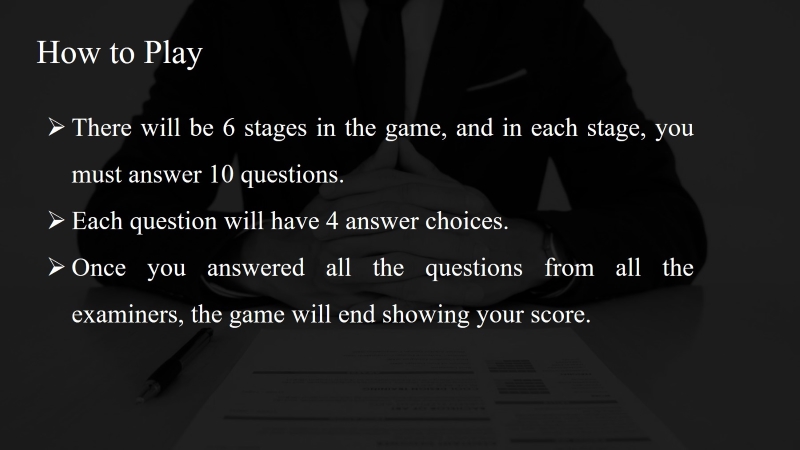 How to Play
➢ There will be 6 stages in the game, and in each stage, you
must answer 10 questions.
➢ Each question will have 4 answer choices.
➢ Once you answered all the questions from all the
examiners, the game will end showing your score.